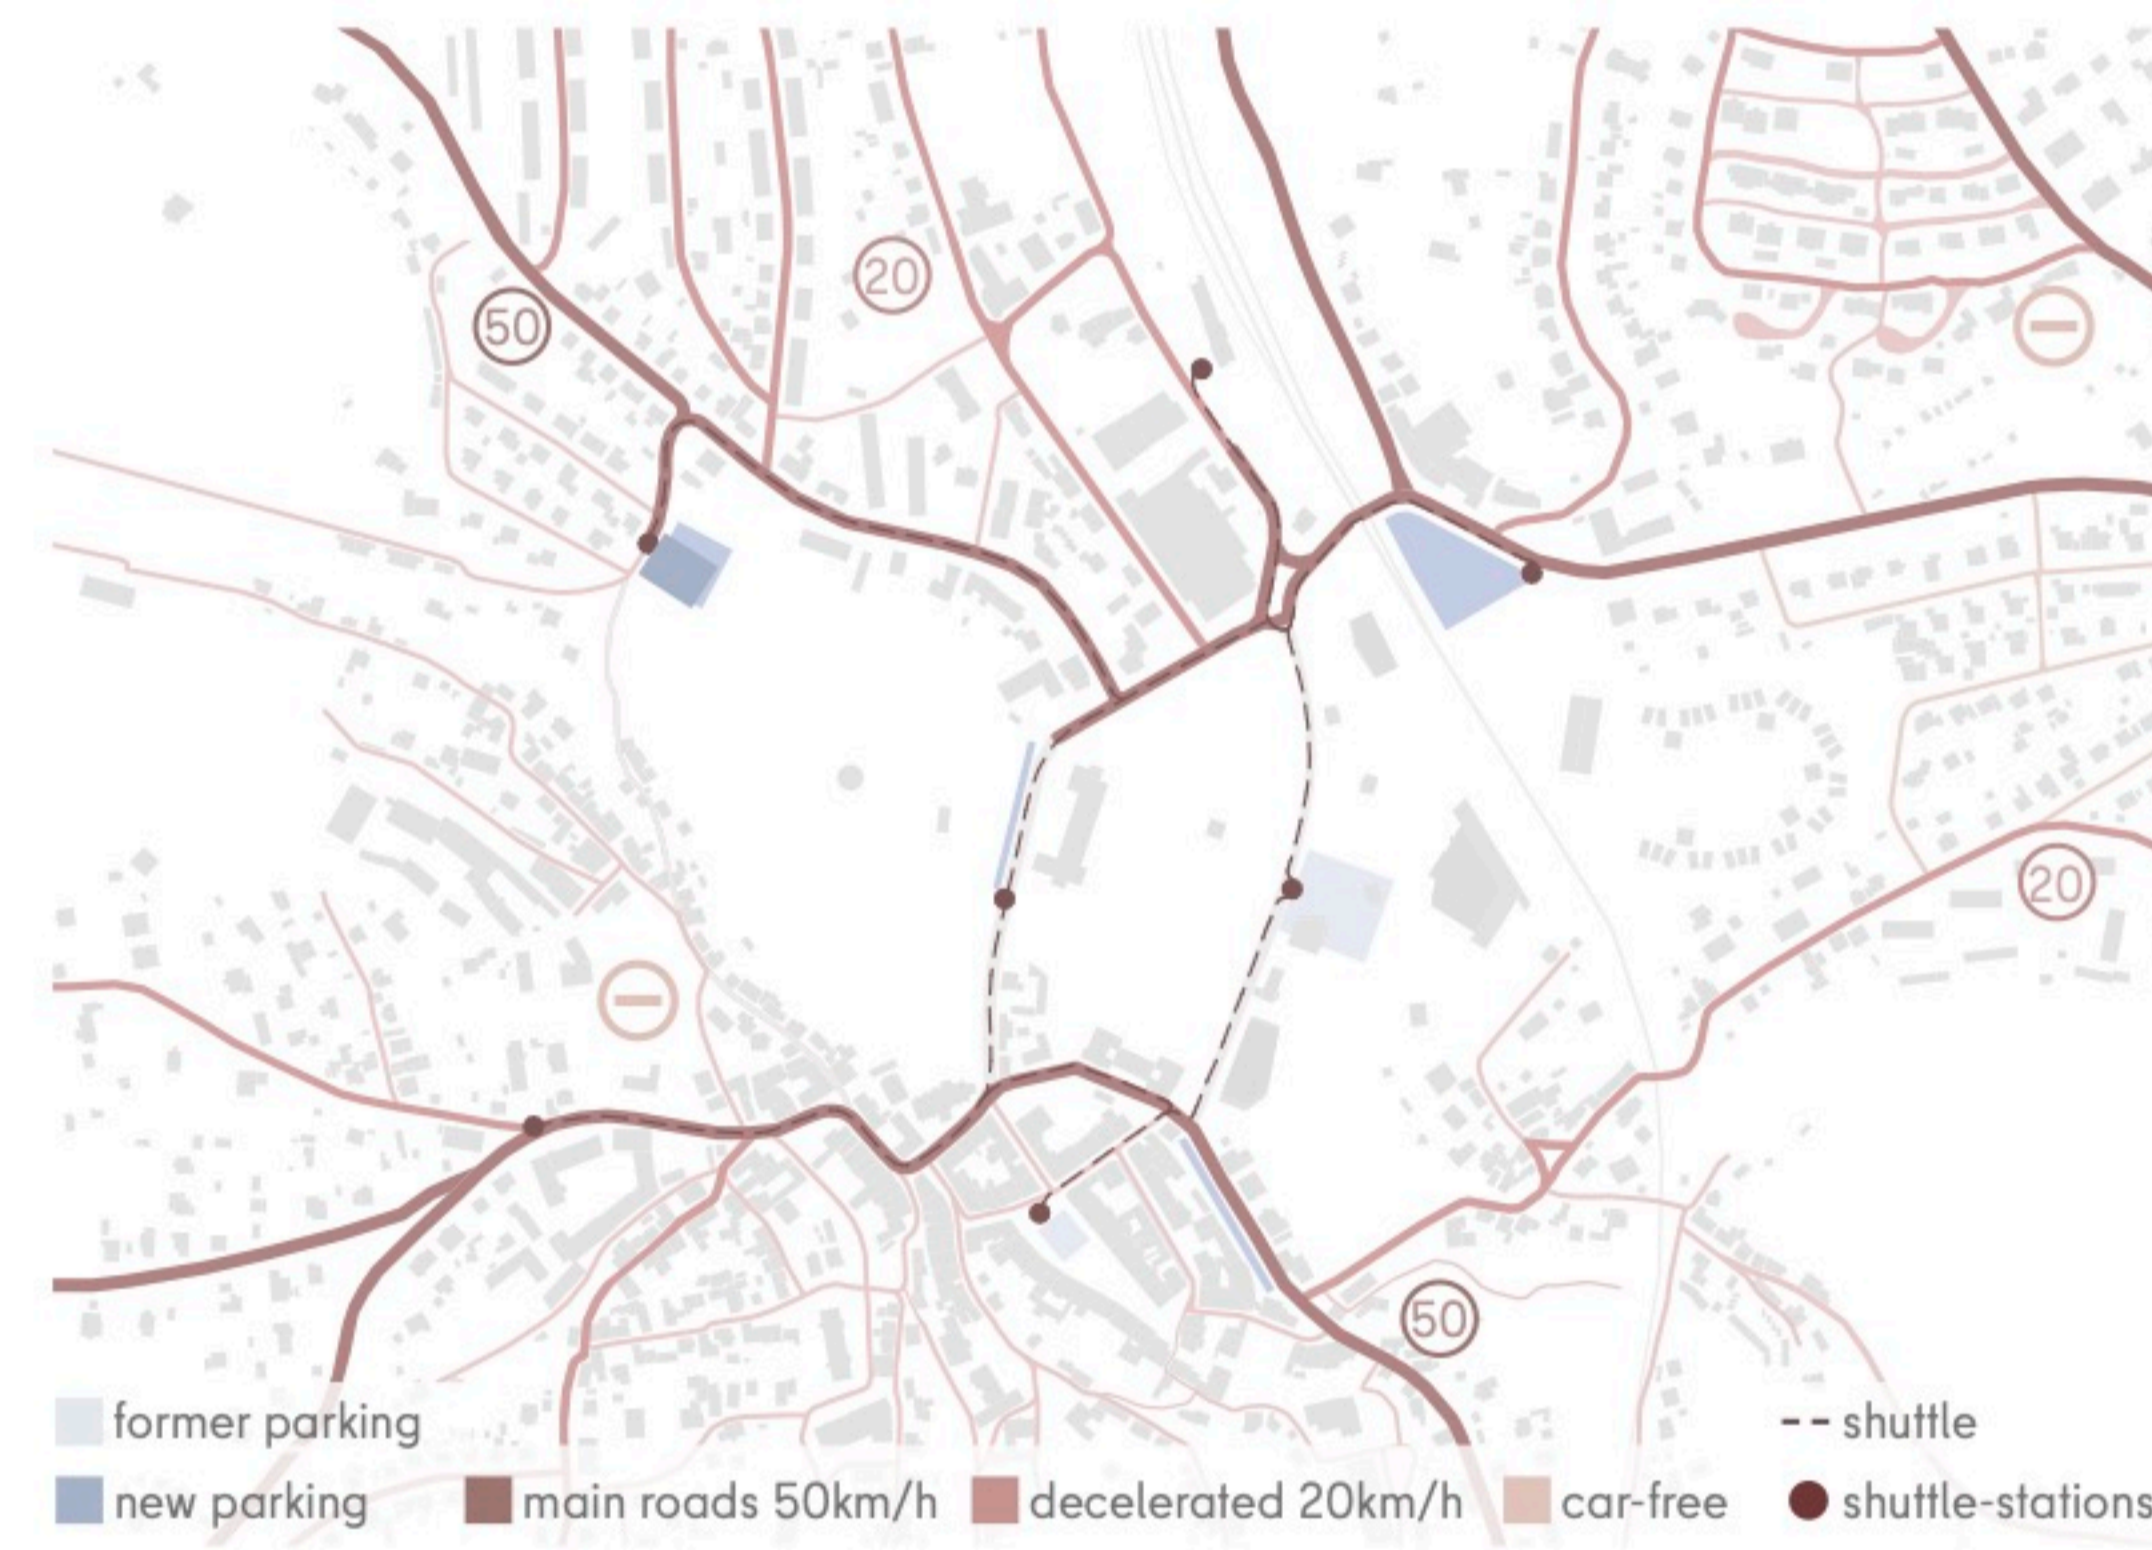 20
50
20
50
former parking
-- shuttle
new parking
main roads 50km/h
decelerated 20km/h
car-free
shuttle-stations